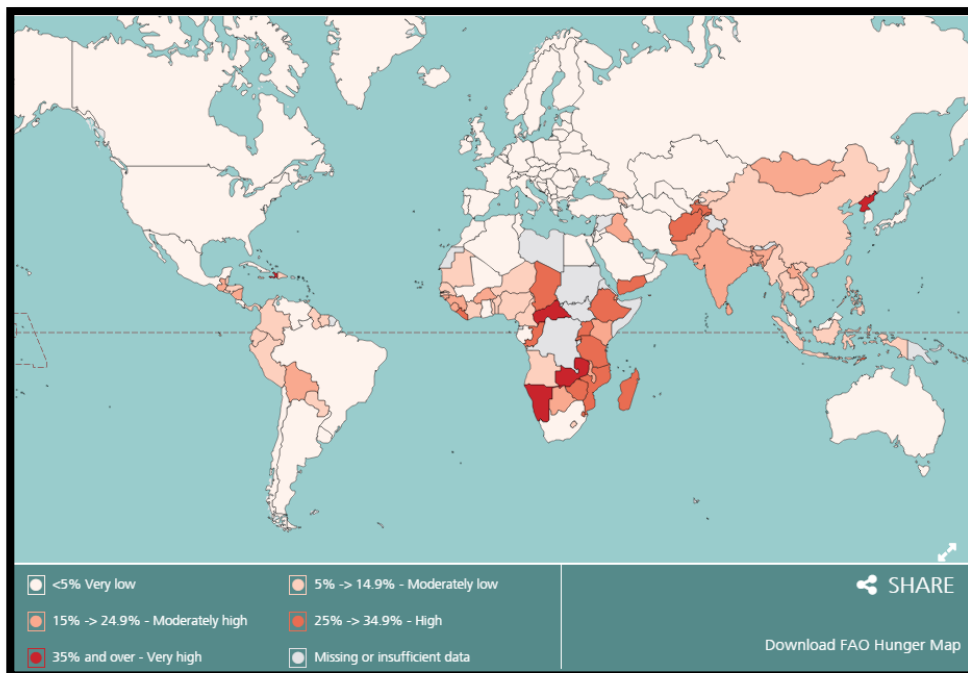 <5% Very low
5% -> 14.9% - Moderately low
15% -> 24.9% - Moderately high
25% -> 34.9% - High
35% and over - Very high
Missing or insufficient data
SHARE
Download FAO Hunger Map